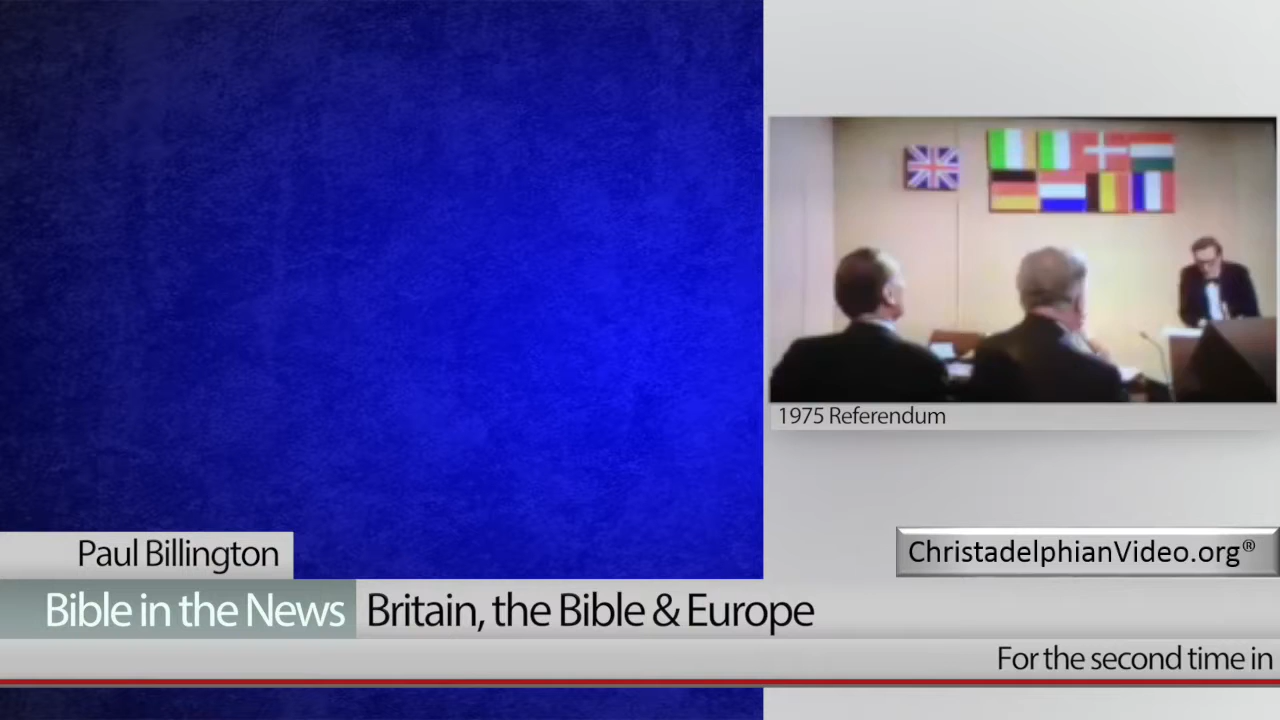 1975 Referendum
ChristadelphianVideo.org®
Paul Billington
Bible in the News
Britain, the Bible & Europe
For the second time in